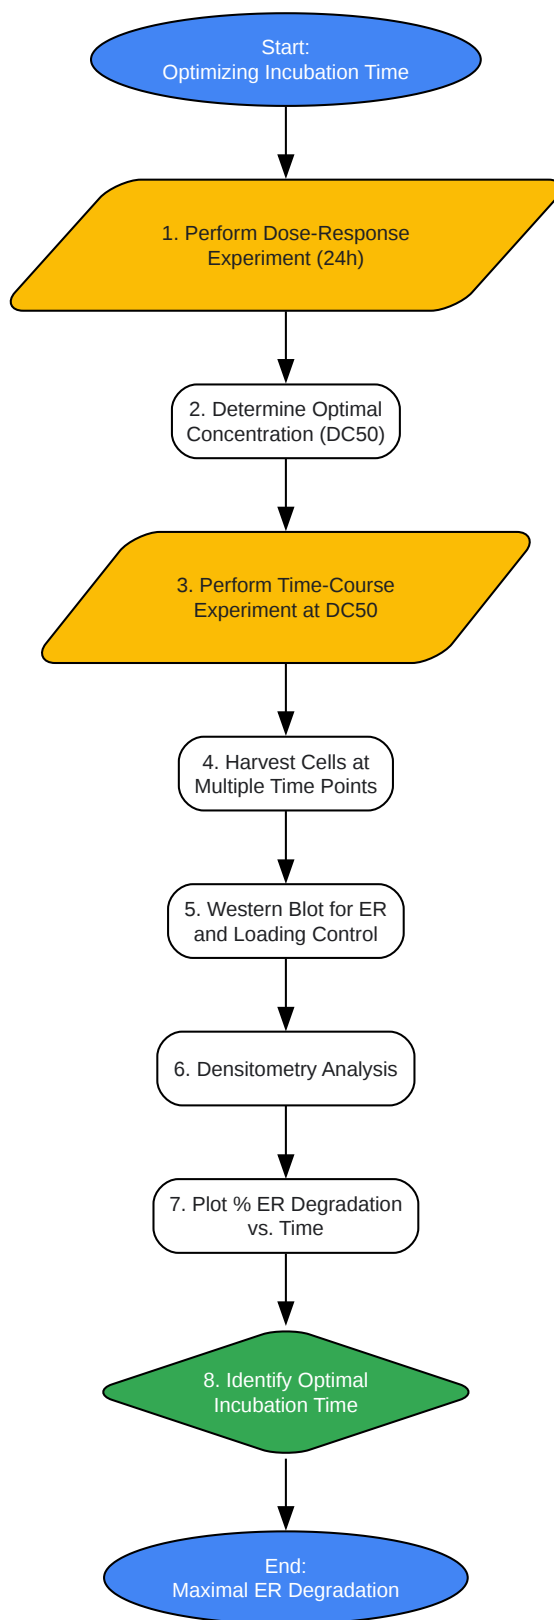 Start:
Optimizing Incubation Time
1. Perform Dose-Response
Experiment (24h)
2. Determine Optimal
Concentration (DC50)
3. Perform Time-Course
Experiment at DC50
4. Harvest Cells at
Multiple Time Points
5. Western Blot for ER
and Loading Control
6. Densitometry Analysis
7. Plot % ER Degradation
vs. Time
8. Identify Optimal
Incubation Time
End:
Maximal ER Degradation